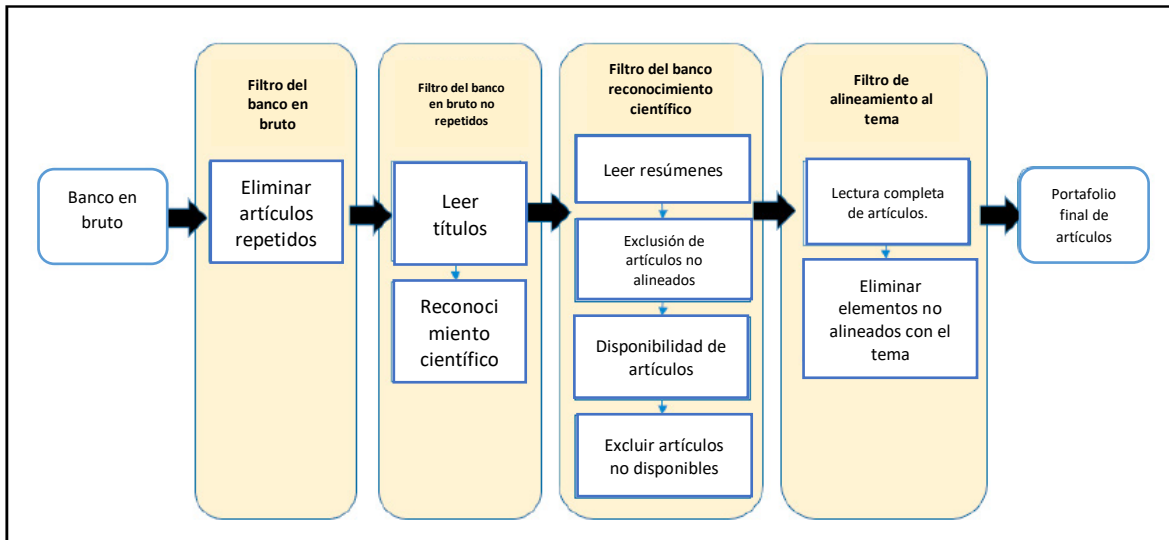 Banco en
bruto
Filtro del
banco en
bruto
Eliminar
artículos
repetidos
Filtro del banco
en bruto no
repetidos
Leer
títulos
Reconoci
miento
científico
Filtro del banco
reconocimiento
científico
Leer resúmenes
Exclusión de
artículos no
alineados
Disponibilidad de
artículos
Excluir artículos
no disponibles
Filtro de
alineamiento al
tema
Lectura completa
de artículos.
Eliminar
elementos no
alineados con el
tema
Portafolio
final de
artículos